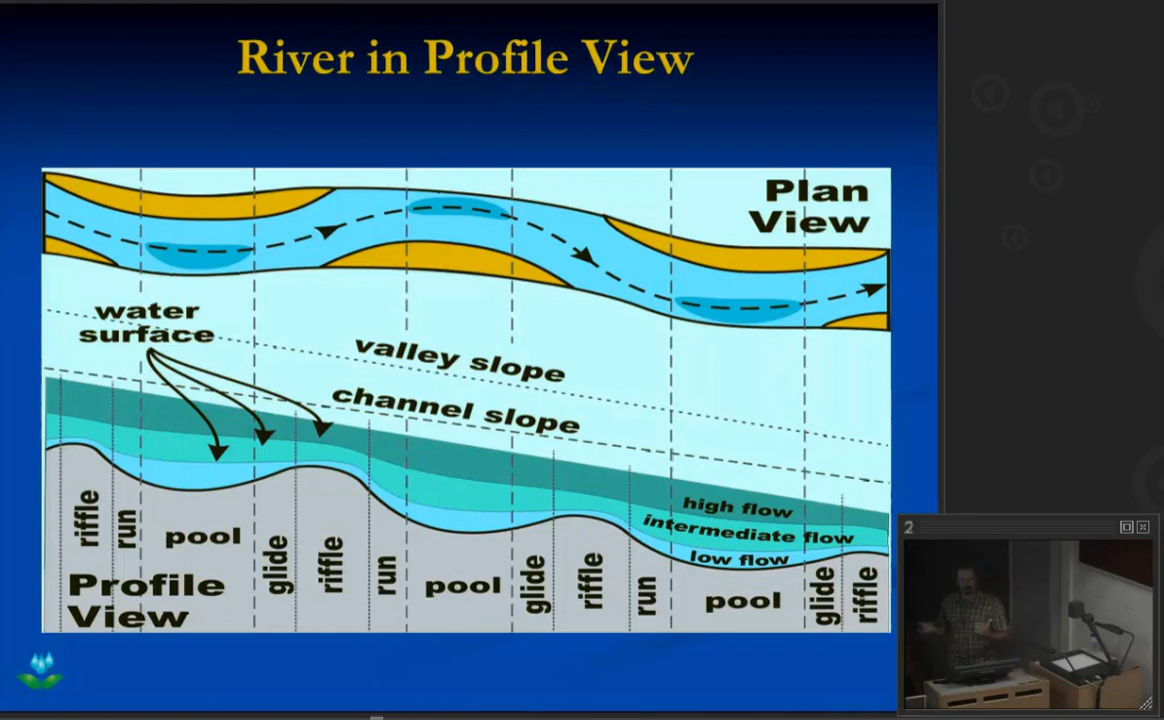 River in Profile View
Plan
View
water
surface
valley slope
channel slope
high flow
intermediate flow
low flow
riffle
run
pool
glide
riffle
run
pool
glide
riffle
run
pool
glide
riffle
Profile
View
2